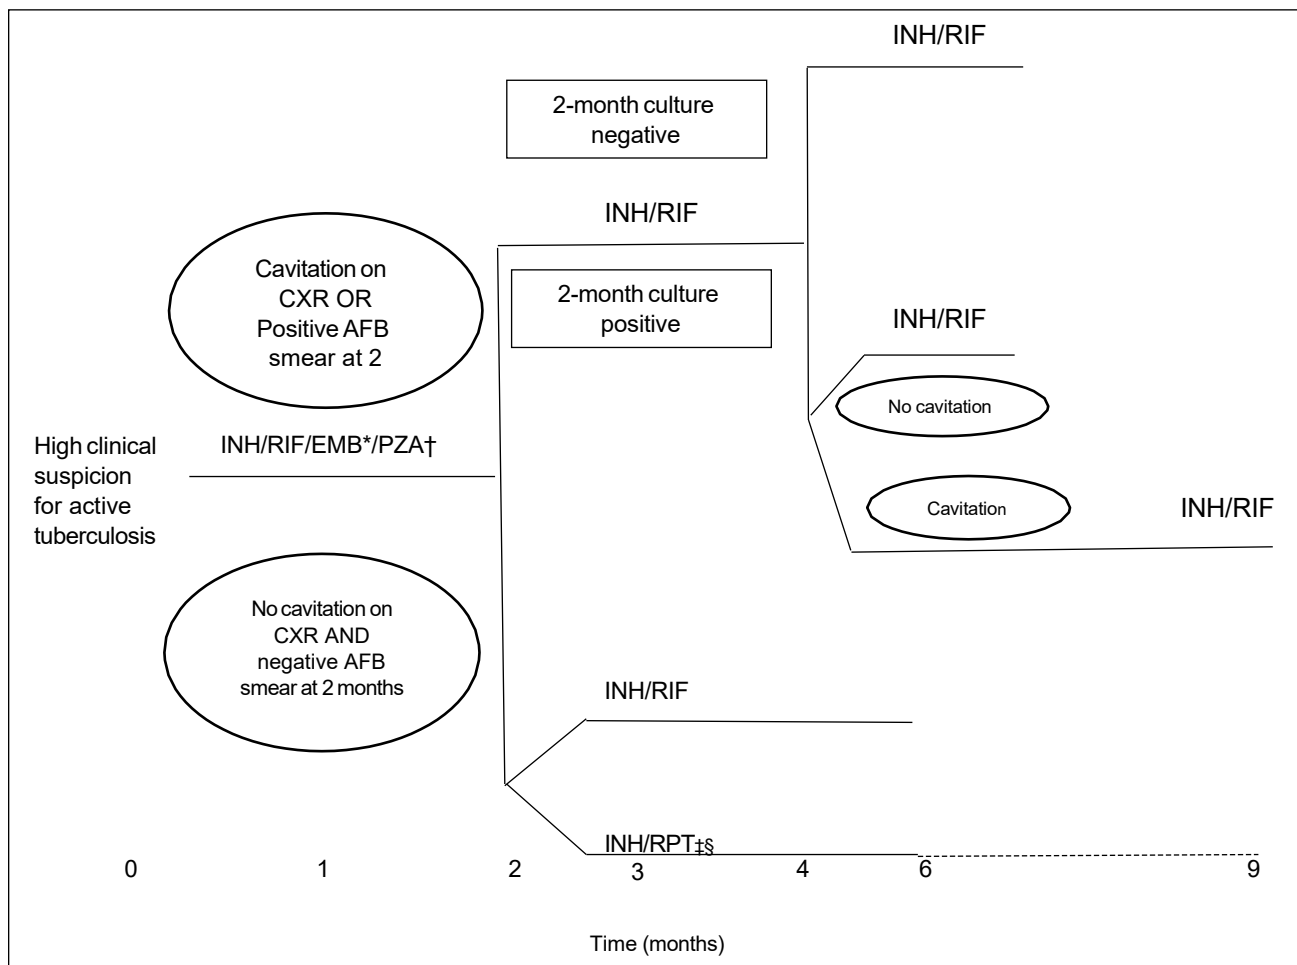 INH/RIF
2-month culture
negative
INH/RIF
Cavitation on
CXR OR
Positive AFB
smear at 2
2-month culture
positive
INH/RIF
No cavitation
High clinical
suspicion
for active
tuberculosis
INH/RIF/EMB*/PZA†
Cavitation
INH/RIF
No cavitation on
CXR AND
negative AFB
smear at 2 months
INH/RIF
INH/RPT‡§
0 1 2 3 4 6 9
Time (months)